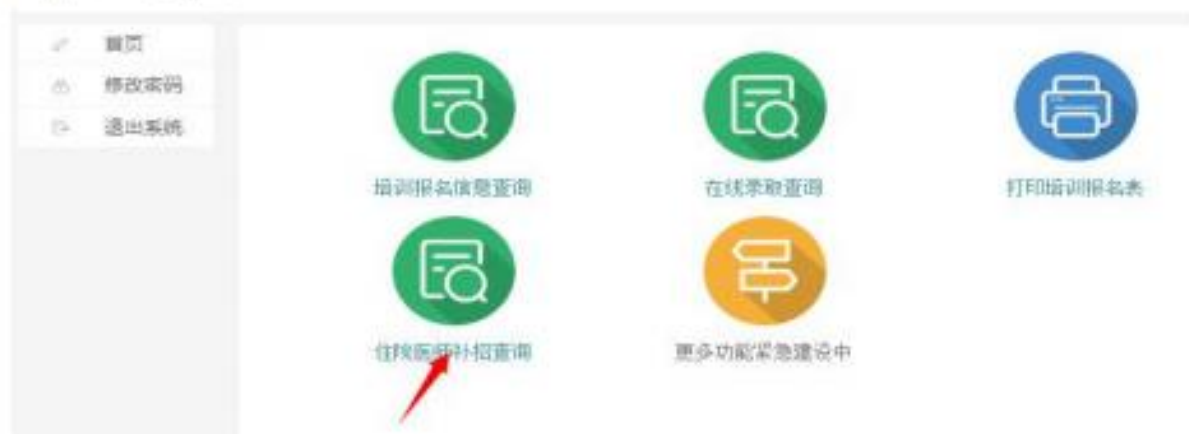 首页
修改密码
退出系统
培训报名信息查询
在线录取查询
打印培训报名表
住院医师补招查询
更多功能紧急建设中